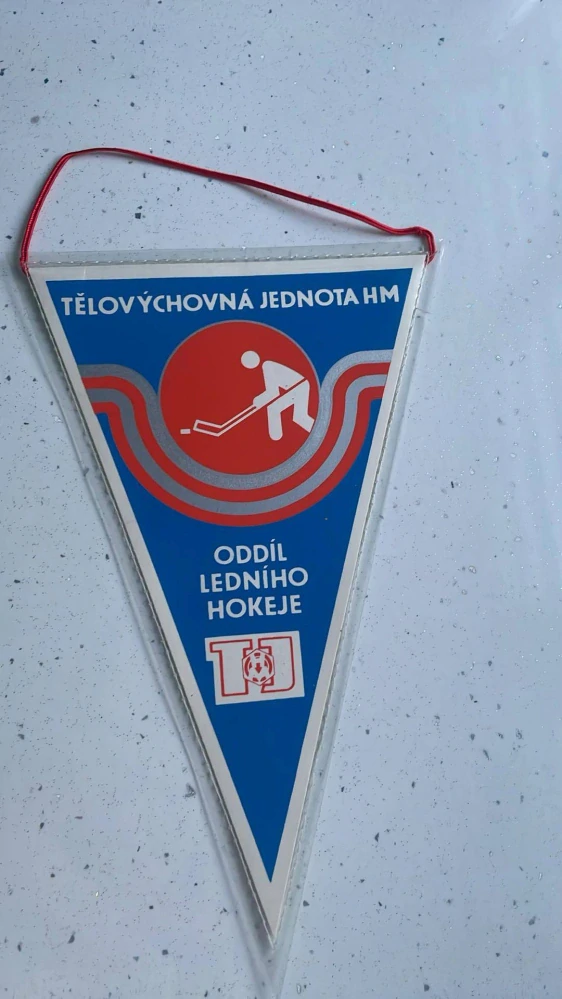 TĚLOVÝCHOVNÁ JEDNOTA HM
ODDÍL
LEDNÍHO
HOKEJE
TJ